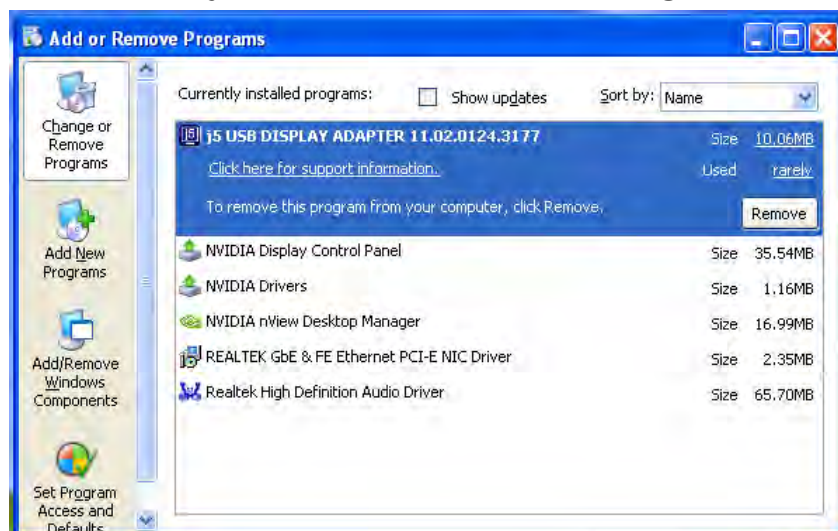 Add or Remove Programs
Change or
Remove
Programs
Add New
Programs
Add/Remove
Windows
Components
Set Program
Access and
Defaults
Currently installed programs: Show updates Sort by: Name
j5 USB DISPLAY ADAPTER 11.02.0124.3177 Size 10.06MB
Click here for support information. Used rarely
To remove this program from your computer, click Remove. Remove
NVIDIA Display Control Panel Size 35.54MB
NVIDIA Drivers Size 1.16MB
NVIDIA nView Desktop Manager Size 16.99MB
REALTEK GbE & FE Ethernet PCI-E NIC Driver Size 2.35MB
Realtek High Definition Audio Driver Size 65.70MB